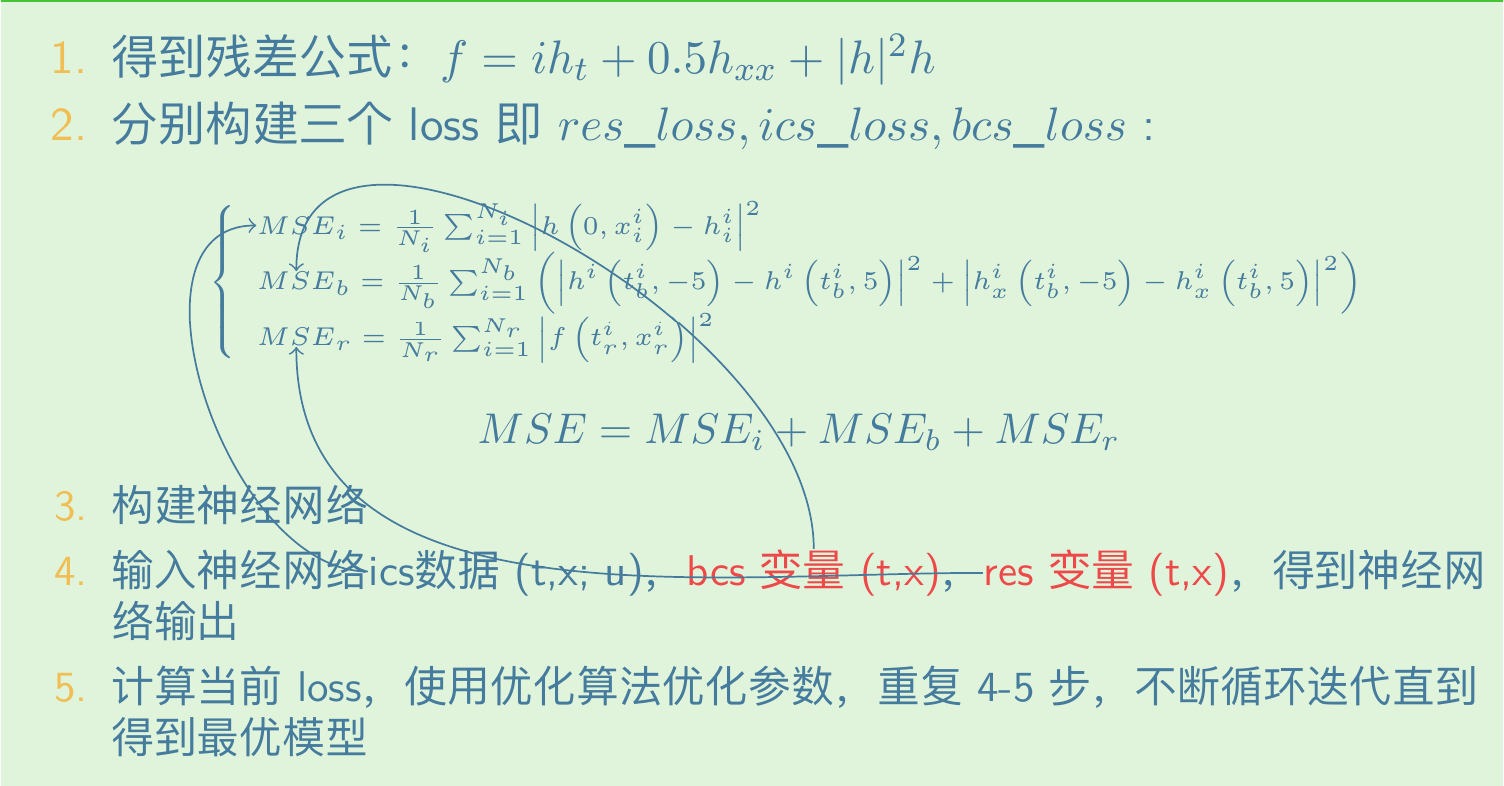 1. 得到残差公式：$f = ih_t + 0.5h_{xx} + |h|^2h$
2. 分别构建三个 loss 即 $res\_loss, ics\_loss, bcs\_loss$ :
$MSE_i = \frac{1}{N_i} \sum_{i=1}^{N_i} \left| h\left(0, x_i^i\right) - h_i^i \right|^2$
$MSE_b = \frac{1}{N_b} \sum_{i=1}^{N_b} \left( \left| h^i\left(t_b^i, -5\right) - h^i\left(t_b^i, 5\right) \right|^2 + \left| h_x^i\left(t_b^i, -5\right) - h_x^i\left(t_b^i, 5\right) \right|^2 \right)$
$MSE_r = \frac{1}{N_r} \sum_{i=1}^{N_r} \left| f\left(t_r^i, x_r^i\right) \right|^2$
$MSE = MSE_i + MSE_b + MSE_r$
3. 构建神经网络
4. 输入神经网络ics数据 (t,x; u)，bcs 变量 (t,x)，res 变量 (t,x)，得到神经网
络输出
5. 计算当前 loss，使用优化算法优化参数，重复 4-5 步，不断循环迭代直到
得到最优模型